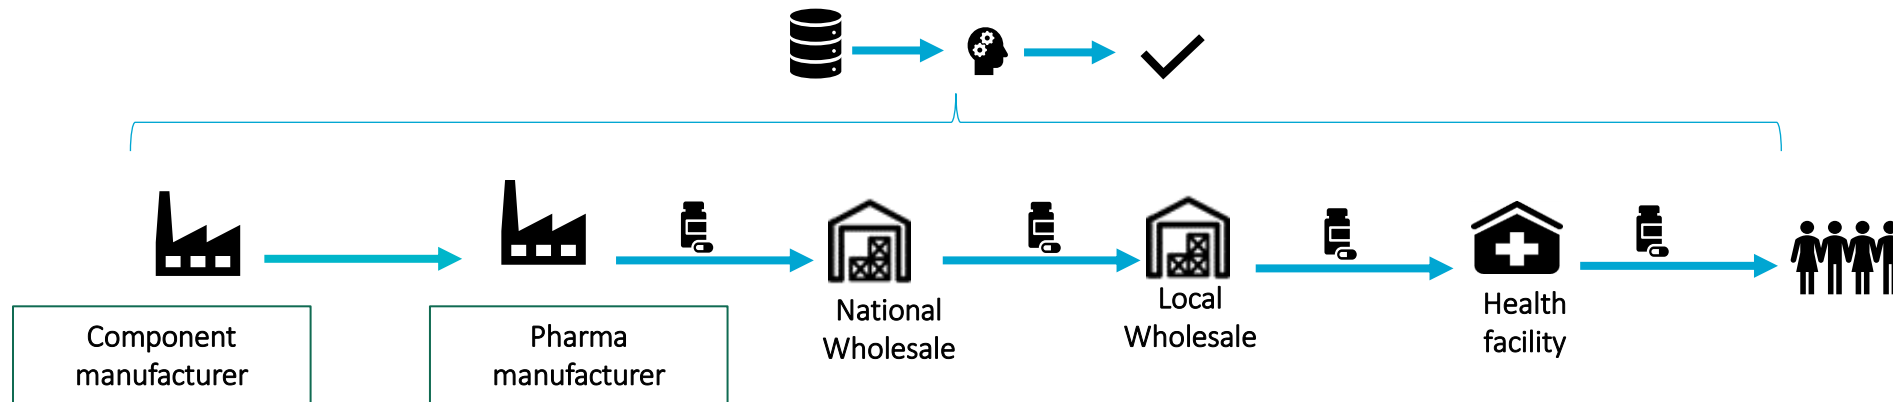 Component
manufacturer
Pharma
manufacturer
National
Wholesale
Local
Wholesale
Health
facility